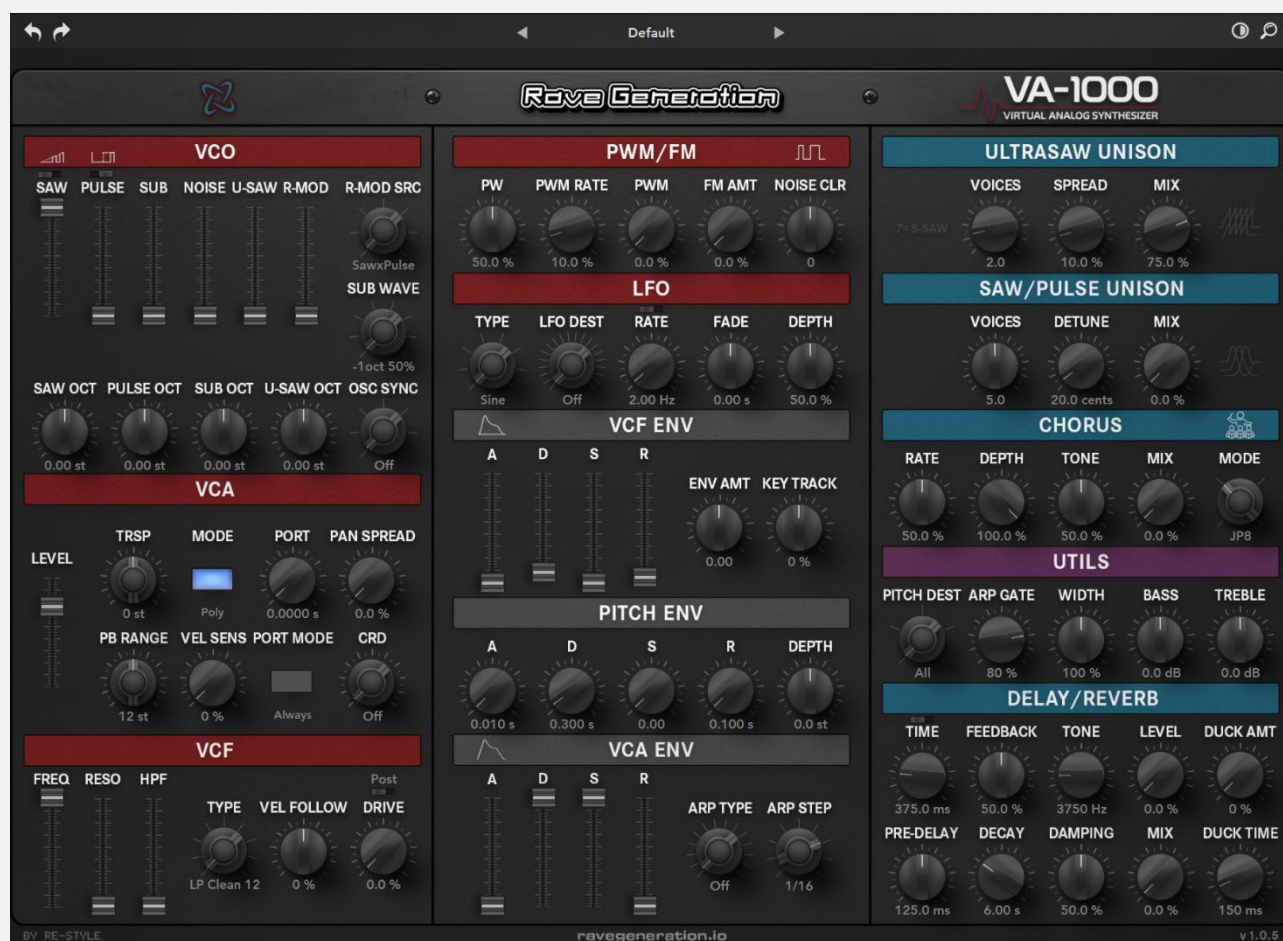 Default
Rave Generation
VA-1000
VIRTUAL ANALOG SYNTHESIZER
VCO
SAW PULSE SUB NOISE U-SAW R-MOD R-MOD SRC
SawxPulse
SUB WAVE
-1oct 50%
SAW OCT PULSE OCT SUB OCT U-SAW OCT OSC SYNC
0.00 st 0.00 st 0.00 st 0.00 st Off
VCA
LEVEL
TRSP MODE PORT PAN SPREAD
0 st Poly 0.0000 s 0.0 %
PB RANGE VEL SENS PORT MODE CRD
12 st 0 % Always Off
VCF
FREQ RESO HPF
Post
TYPE VEL FOLLOW DRIVE
LP Clean 12 0 % 0.0 %
PWM/FM
PW PWM RATE PWM FM AMT NOISE CLR
50.0 % 10.0 % 0.0 % 0.0 % 0
LFO
TYPE LFO DEST RATE FADE DEPTH
Sine Off 2.00 Hz 0.00 s 50.0 %
VCF ENV
A D S R
ENV AMT KEY TRACK
0.00 0 %
PITCH ENV
A D S R DEPTH
0.010 s 0.300 s 0.00 0.100 s 0.0 st
VCA ENV
A D S R
ARP TYPE ARP STEP
Off 1/16
ULTRASAW UNISON
VOICES SPREAD MIX
7=S-SAW
2.0 10.0 % 75.0 %
SAW/PULSE UNISON
VOICES DETUNE MIX
5.0 20.0 cents 0.0 %
CHORUS
RATE DEPTH TONE MIX MODE
50.0 % 100.0 % 50.0 % 0.0 % JP8
UTILS
PITCH DEST ARP GATE WIDTH BASS TREBLE
All 80 % 100 % 0.0 dB 0.0 dB
DELAY/REVERB
TIME FEEDBACK TONE LEVEL DUCK AMT
375.0 ms 50.0 % 3750 Hz 0.0 % 0 %
PRE-DELAY DECAY DAMPING MIX DUCK TIME
125.0 ms 6.00 s 50.0 % 0.0 % 150 ms
BY RE-STYLE
ravegeneration.io
v1.0.5